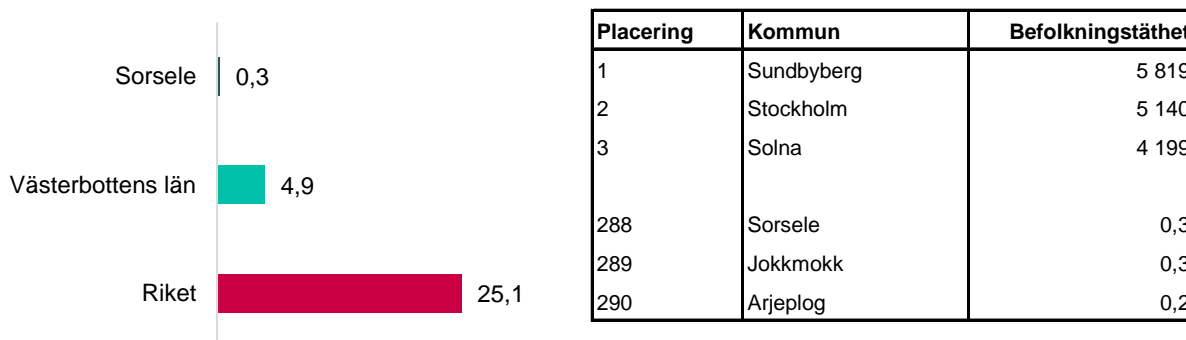 Sorsele 0,3
Västerbottens län 4,9
Riket 25,1
Placering Kommun Befolkningstäthet
1 Sundbyberg 5 819
2 Stockholm 5 140
3 Solna 4 199
288 Sorsele 0,3
289 Jokkmokk 0,3
290 Arjeplog 0,2